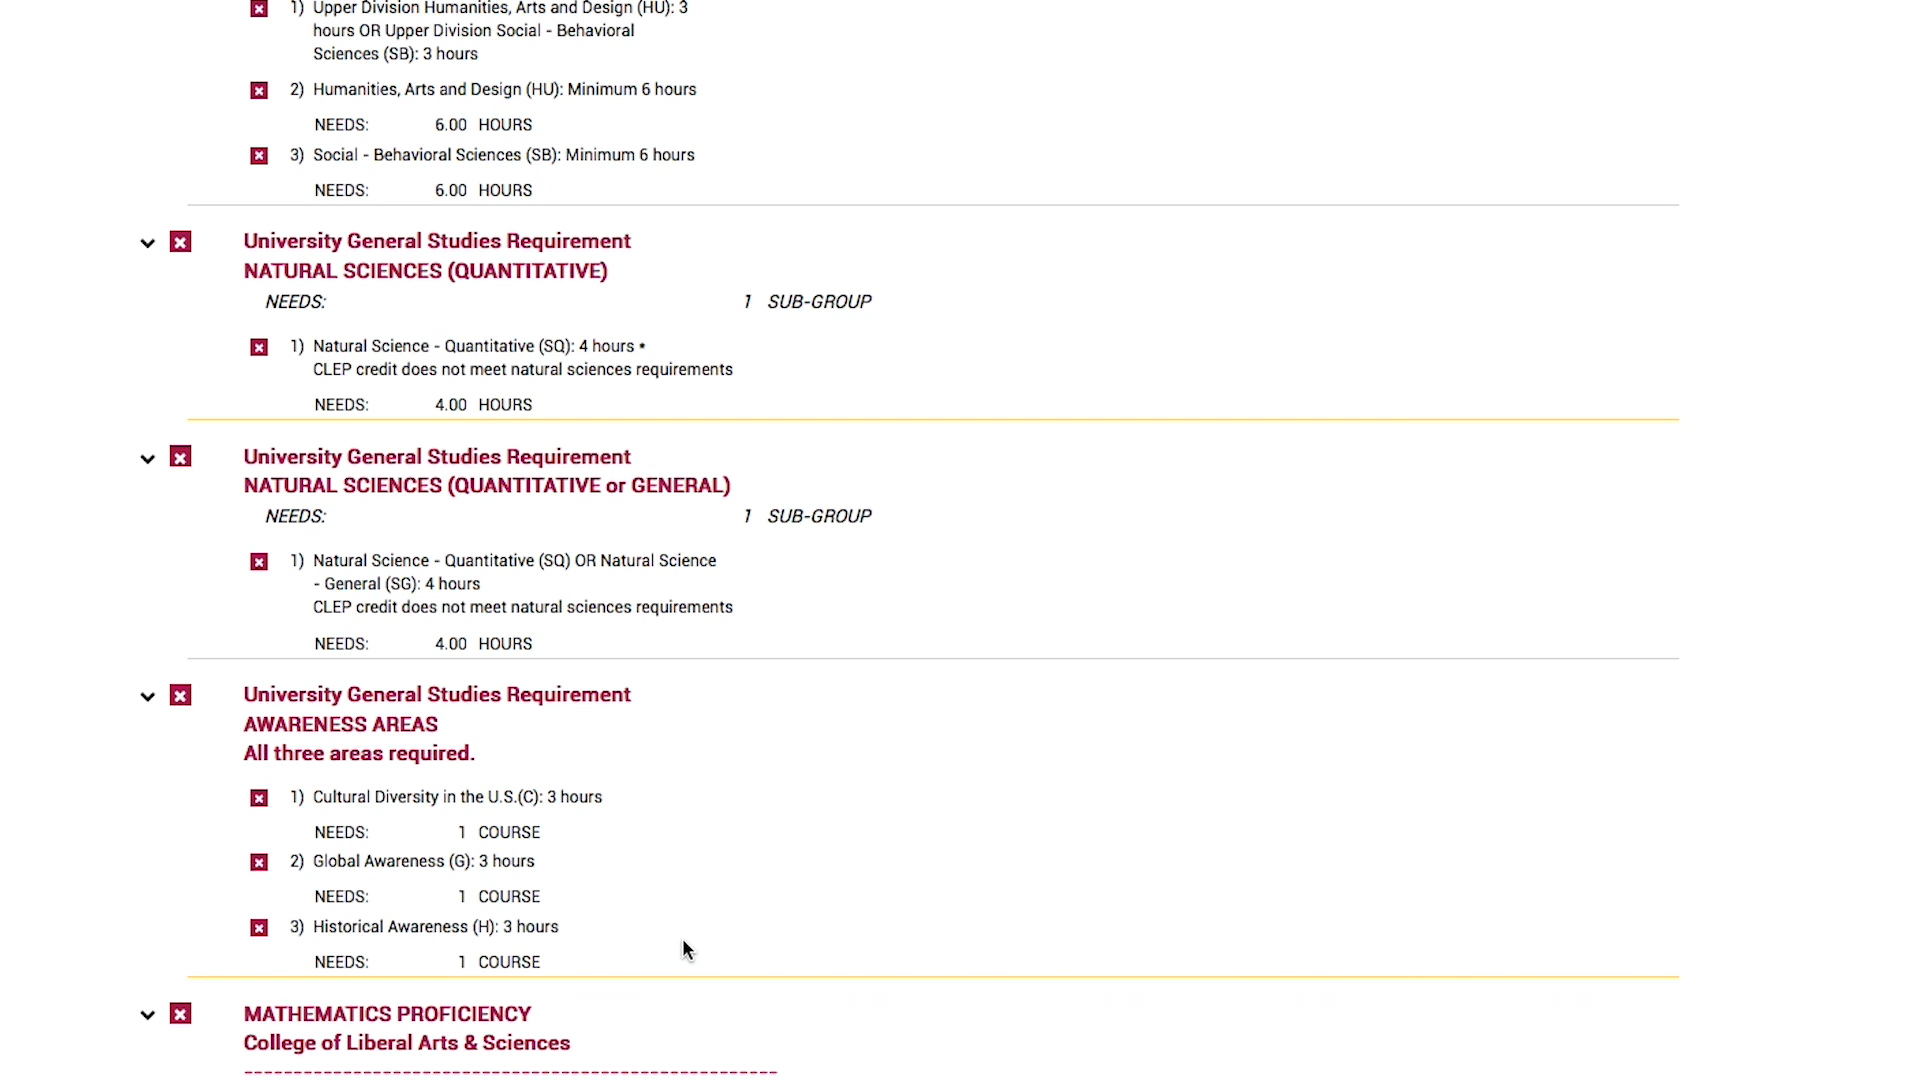 1) Upper Division Humanities, Arts and Design (HU): 3
hours OR Upper Division Social - Behavioral
Sciences (SB): 3 hours
2) Humanities, Arts and Design (HU): Minimum 6 hours
NEEDS: 6.00 HOURS
3) Social - Behavioral Sciences (SB): Minimum 6 hours
NEEDS: 6.00 HOURS
University General Studies Requirement
NATURAL SCIENCES (QUANTITATIVE)
NEEDS: 1 SUB-GROUP
1) Natural Science - Quantitative (SQ): 4 hours *
CLEP credit does not meet natural sciences requirements
NEEDS: 4.00 HOURS
University General Studies Requirement
NATURAL SCIENCES (QUANTITATIVE or GENERAL)
NEEDS: 1 SUB-GROUP
1) Natural Science - Quantitative (SQ) OR Natural Science
- General (SG): 4 hours
CLEP credit does not meet natural sciences requirements
NEEDS: 4.00 HOURS
University General Studies Requirement
AWARENESS AREAS
All three areas required.
1) Cultural Diversity in the U.S.(C): 3 hours
NEEDS: 1 COURSE
2) Global Awareness (G): 3 hours
NEEDS: 1 COURSE
3) Historical Awareness (H): 3 hours
NEEDS: 1 COURSE
MATHEMATICS PROFICIENCY
College of Liberal Arts & Sciences
------------------------------------------------------